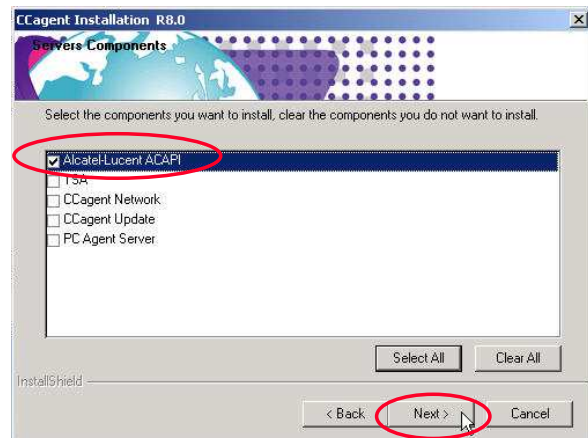 CCagent Installation R8.0
Servers Components
Select the components you want to install, clear the components you do not want to install.
Alcatel-Lucent ACAPI
TSA
CCagent Network
CCagent Update
PC Agent Server
Select All
Clear All
InstallShield
< Back
Next >
Cancel